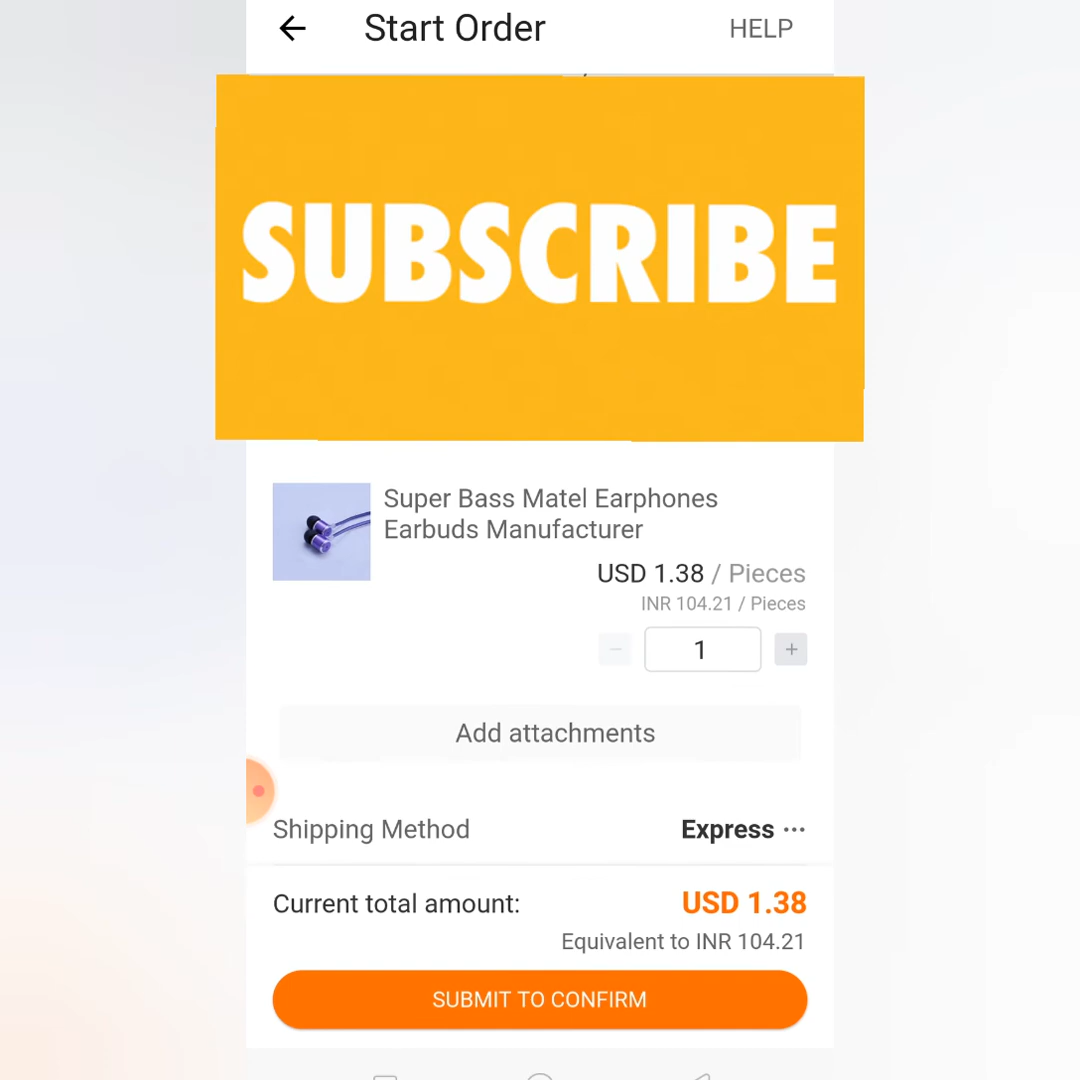 Start Order
HELP
SUBSCRIBE
Super Bass Matel Earphones
Earbuds Manufacturer
USD 1.38 / Pieces
INR 104.21 / Pieces
− 1 +
Add attachments
Shipping Method
Express ···
Current total amount:
USD 1.38
Equivalent to INR 104.21
SUBMIT TO CONFIRM